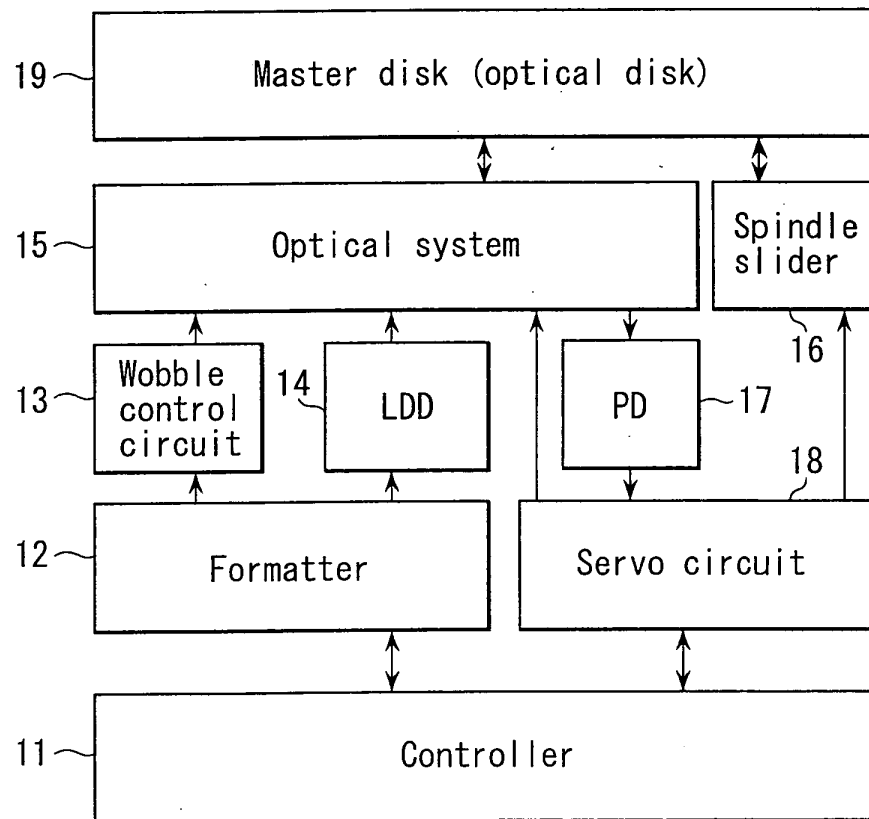 19
Master disk (optical disk)
15
Optical system
Spindle
slider
16
13
Wobble
control
circuit
14
LDD
PD
17
18
12
Formatter
Servo circuit
11
Controller